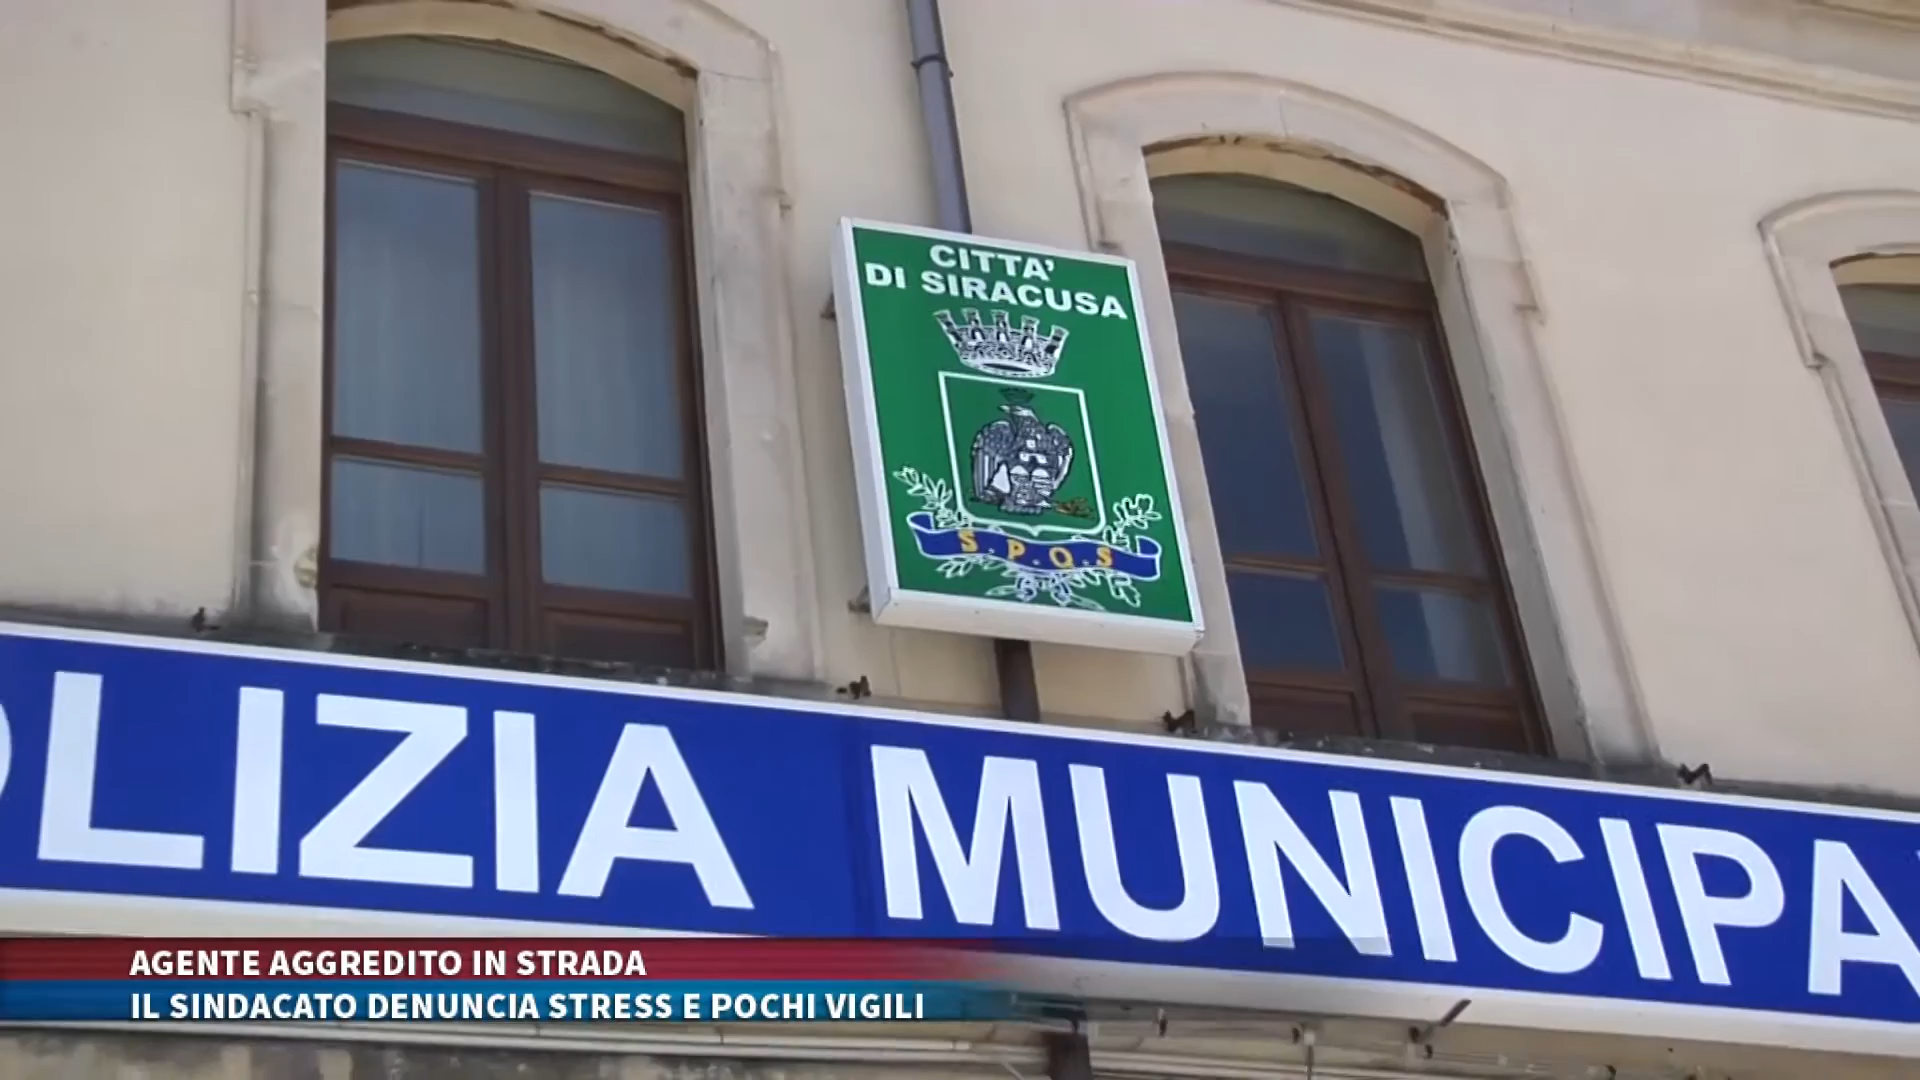 CITTA'
DI SIRACUSA
S.P.Q.S
OLIZIA MUNICIPA
AGENTE AGGREDITO IN STRADA
IL SINDACATO DENUNCIA STRESS E POCHI VIGILI